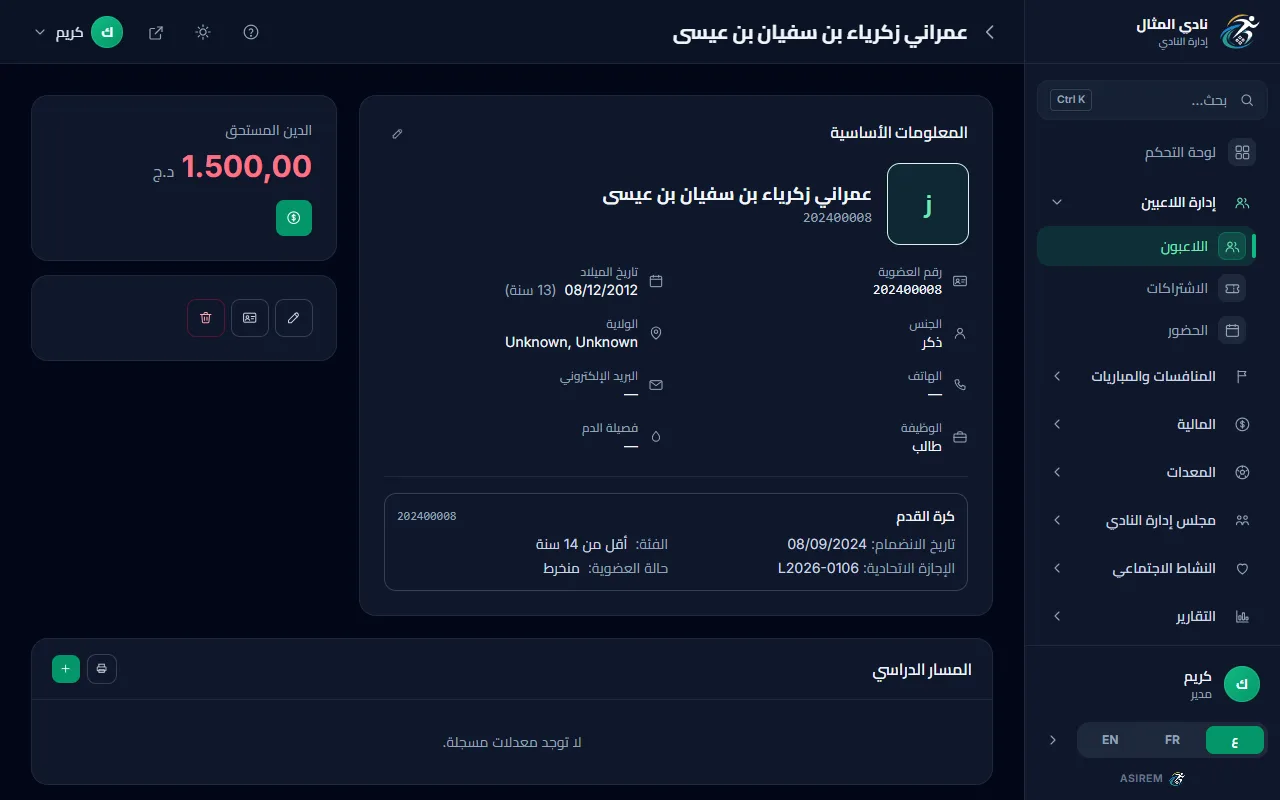 نادي المثال
إدارة النادي
بحث...
Ctrl K
لوحة التحكم
إدارة اللاعبين
اللاعبون
الاشتراكات
الحضور
المنافسات والمباريات
المالية
المعدات
مجلس إدارة النادي
النشاط الاجتماعي
التقارير
ك
كريم
مدير
ع
FR
EN
ASIREM
عمراني زكرياء بن سفيان بن عيسى
ك
كريم
المعلومات الأساسية
ز
عمراني زكرياء بن سفيان بن عيسى
202400008
رقم العضوية
202400008
تاريخ الميلاد
08/12/2012 (13 سنة)
الجنس
ذكر
الولاية
Unknown, Unknown
الهاتف
—
البريد الإلكتروني
—
الوظيفة
طالب
فصيلة الدم
—
كرة القدم
202400008
تاريخ الانضمام: 08/09/2024
الفئة: أقل من 14 سنة
الإجازة الاتحادية: L2026-0106
حالة العضوية: منخرط
الدين المستحق
1.500,00 د.ج
المسار الدراسي
+
لا توجد معدلات مسجلة.